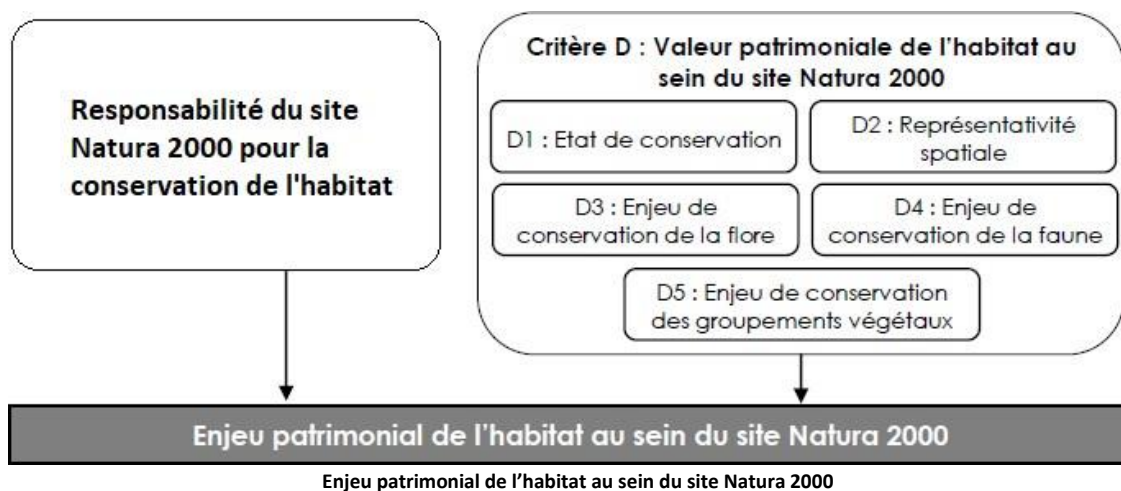 Responsabilité du site
Natura 2000 pour la
conservation de l'habitat
Critère D : Valeur patrimoniale de l'habitat au
sein du site Natura 2000
D1 : Etat de conservation
D2 : Représentativité
spatiale
D3 : Enjeu de
conservation de la flore
D4 : Enjeu de
conservation de la faune
D5 : Enjeu de conservation
des groupements végétaux
Enjeu patrimonial de l'habitat au sein du site Natura 2000
Enjeu patrimonial de l’habitat au sein du site Natura 2000